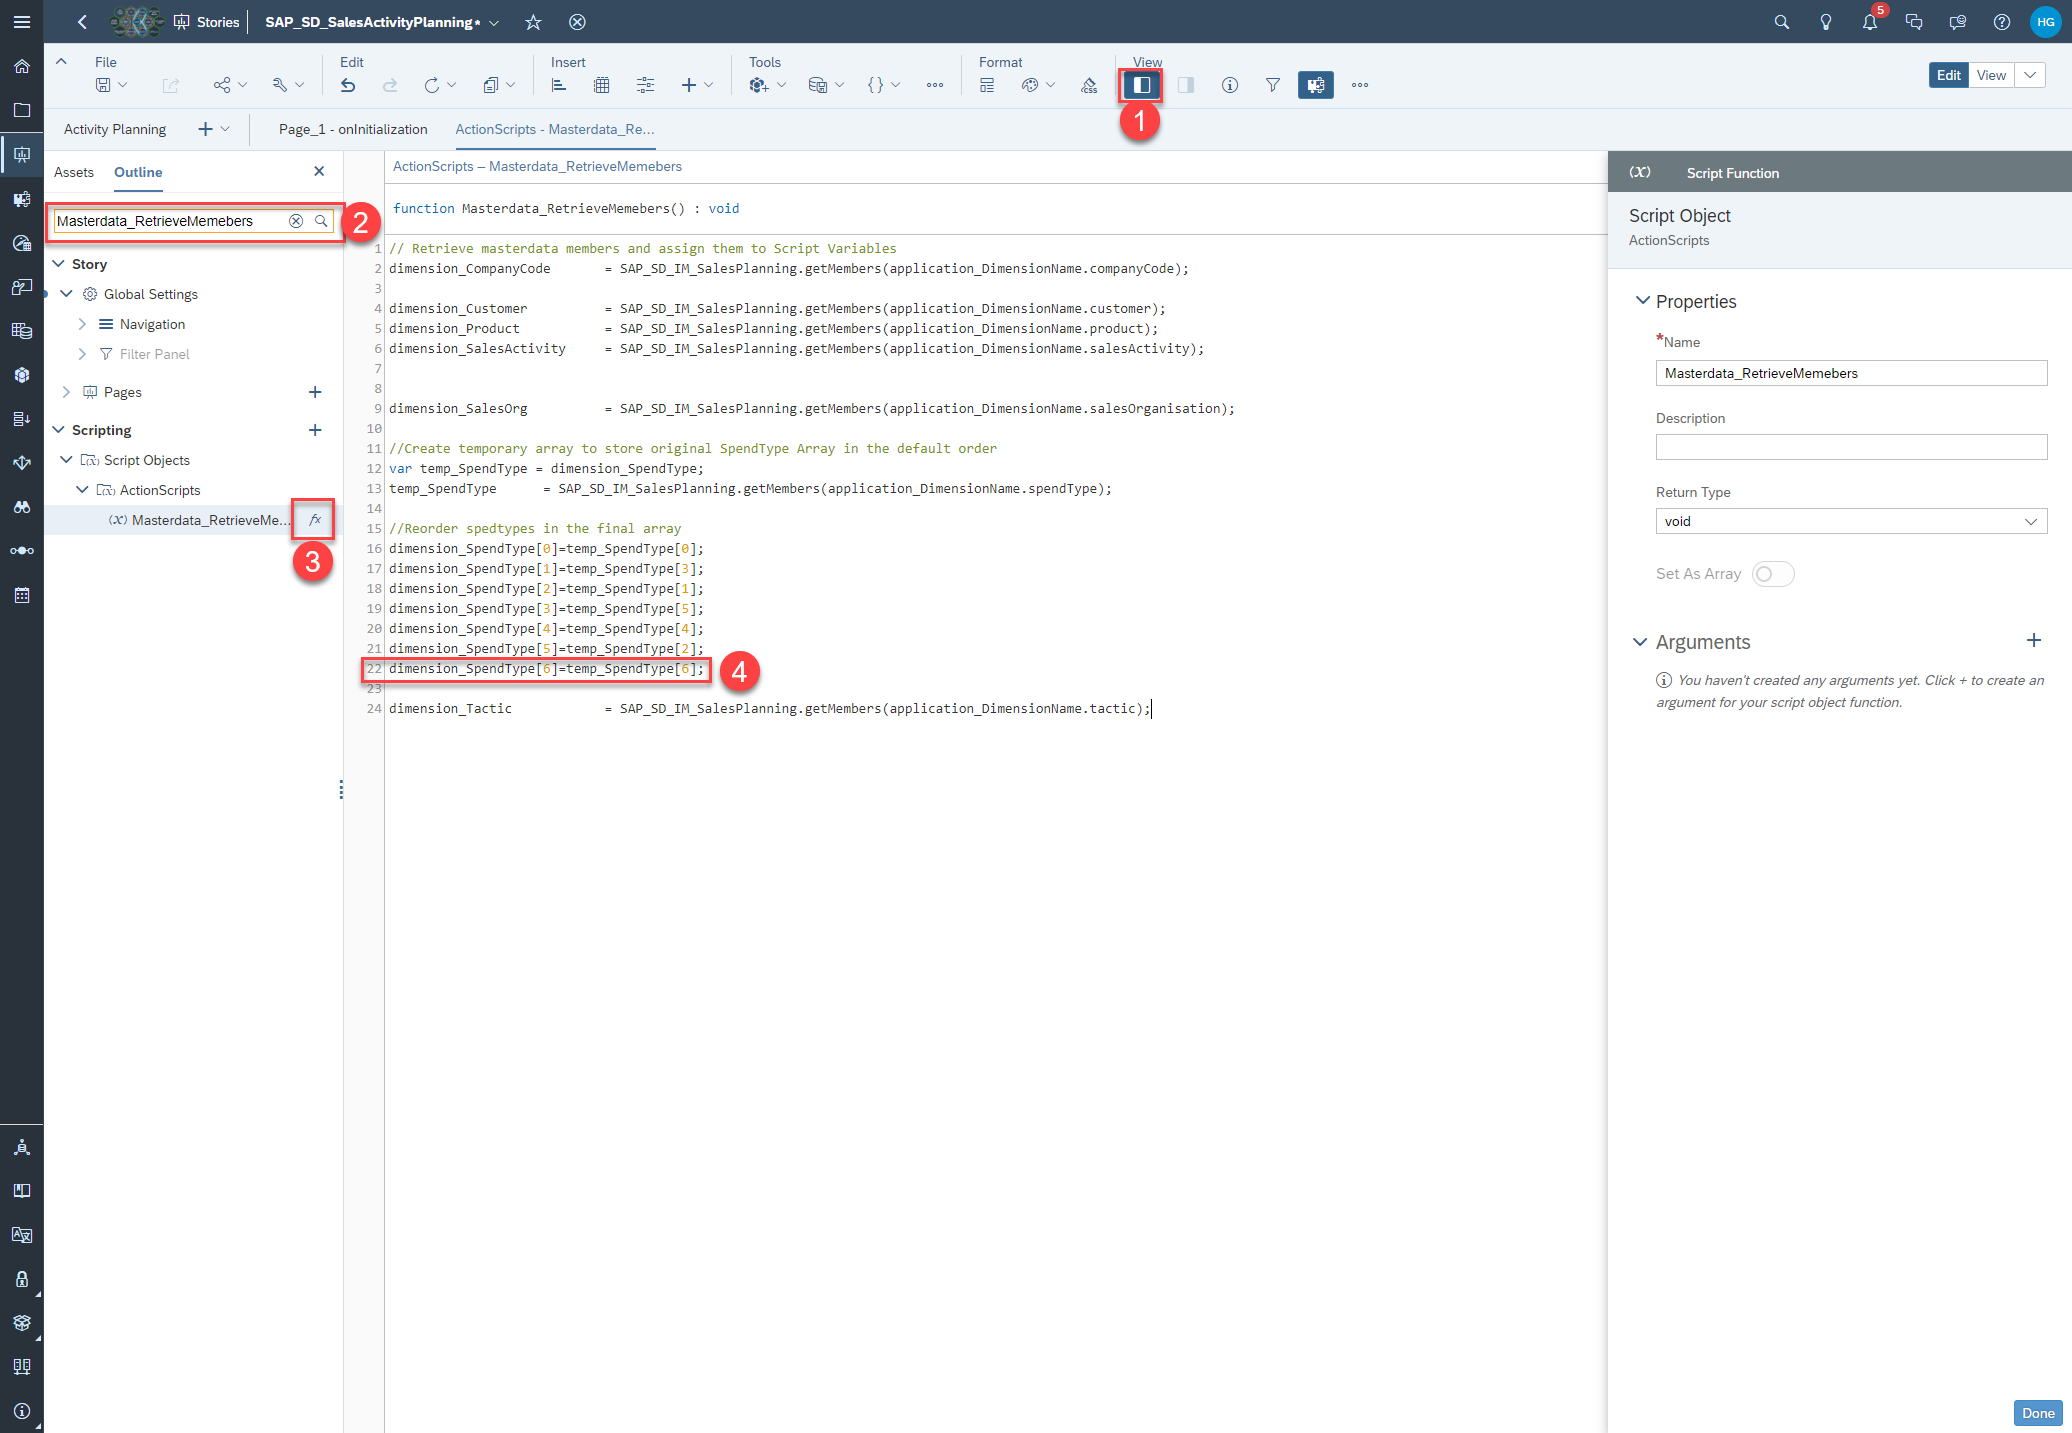 Stories
SAP_SD_SalesActivityPlanning*
5
HG
File
Edit
Insert
Tools
Format
View
CSS
Edit
View
1
Activity Planning
Page_1 - onInitialization
ActionScripts - Masterdata_Re...
Assets
Outline
Masterdata_RetrieveMemebers
2
Story
Global Settings
Navigation
Filter Panel
Pages
Scripting
Script Objects
ActionScripts
(X) Masterdata_RetrieveMe...
fx
3
ActionScripts – Masterdata_RetrieveMemebers
function Masterdata_RetrieveMemebers() : void
1 // Retrieve masterdata members and assign them to Script Variables
2 dimension_CompanyCode = SAP_SD_IM_SalesPlanning.getMembers(application_DimensionName.companyCode);
3
4 dimension_Customer = SAP_SD_IM_SalesPlanning.getMembers(application_DimensionName.customer);
5 dimension_Product = SAP_SD_IM_SalesPlanning.getMembers(application_DimensionName.product);
6 dimension_SalesActivity = SAP_SD_IM_SalesPlanning.getMembers(application_DimensionName.salesActivity);
7
8
9 dimension_SalesOrg = SAP_SD_IM_SalesPlanning.getMembers(application_DimensionName.salesOrganisation);
10
11 //Create temporary array to store original SpendType Array in the default order
12 var temp_SpendType = dimension_SpendType;
13 temp_SpendType = SAP_SD_IM_SalesPlanning.getMembers(application_DimensionName.spendType);
14
15 //Reorder spedtypes in the final array
16 dimension_SpendType[0]=temp_SpendType[0];
17 dimension_SpendType[1]=temp_SpendType[3];
18 dimension_SpendType[2]=temp_SpendType[1];
19 dimension_SpendType[3]=temp_SpendType[5];
20 dimension_SpendType[4]=temp_SpendType[4];
21 dimension_SpendType[5]=temp_SpendType[2];
22 dimension_SpendType[6]=temp_SpendType[6];
4
23
24 dimension_Tactic = SAP_SD_IM_SalesPlanning.getMembers(application_DimensionName.tactic);
(X) Script Function
Script Object
ActionScripts
Properties
*Name
Masterdata_RetrieveMemebers
Description
Return Type
void
Set As Array
Arguments
You haven't created any arguments yet. Click + to create an
argument for your script object function.
Done